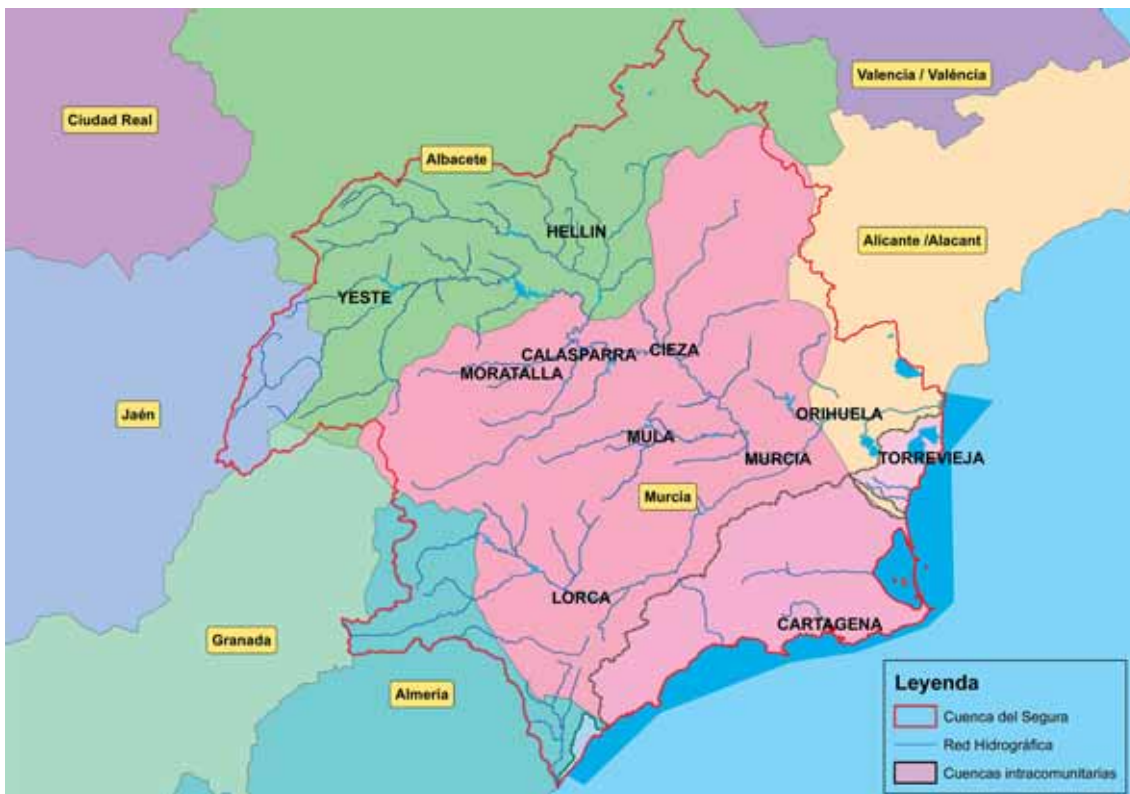 Ciudad Real
Valencia / València
Albacete
HELLIN
Alicante /Alacant
YESTE
CALASPARRA
CIEZA
MORATALLA
Jaén
ORIHUELA
MULA
MURCIA
TORREVIEJA
Murcia
LORCA
CARTAGENA
Granada
Almería
Leyenda
Cuenca del Segura
Red Hidrográfica
Cuencas intracomunitarias